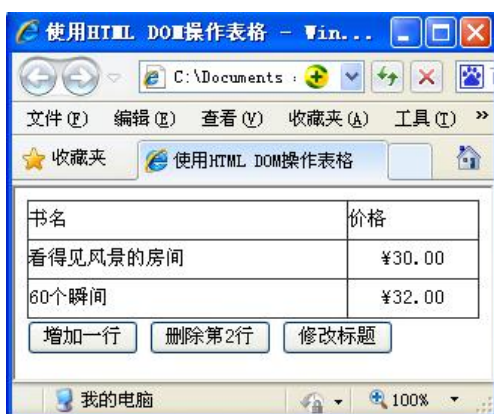 使用HTML DOM操作表格 - Win...
C:\Documents
文件(F) 编辑(E) 查看(V) 收藏夹(A) 工具(T) »
收藏夹 使用HTML DOM操作表格
书名 价格
看得见风景的房间 ¥30.00
60个瞬间 ¥32.00
增加一行 删除第2行 修改标题
我的电脑 100%